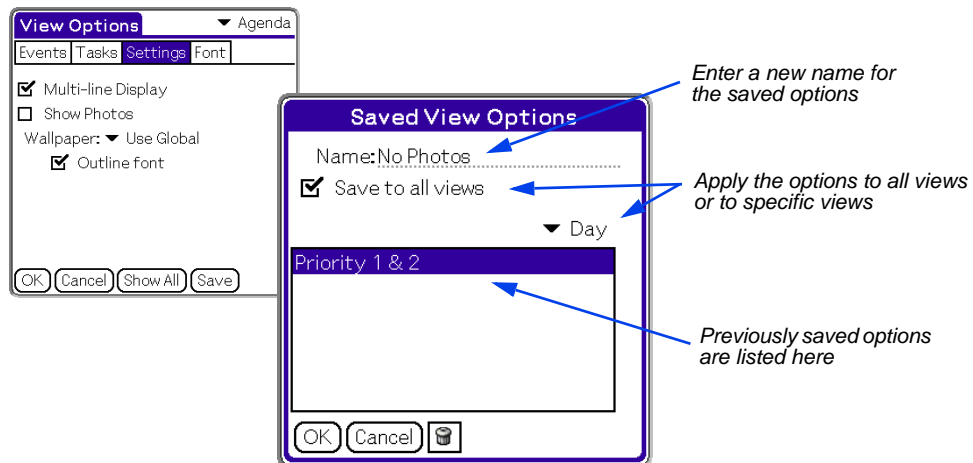 View Options
Agenda
Events Tasks Settings Font
Multi-line Display
Show Photos
Wallpaper: Use Global
Outline font
OK Cancel Show All Save
Saved View Options
Name: No Photos
Save to all views
Day
Priority 1 & 2
OK Cancel
Enter a new name for
the saved options
Apply the options to all views
or to specific views
Previously saved options
are listed here